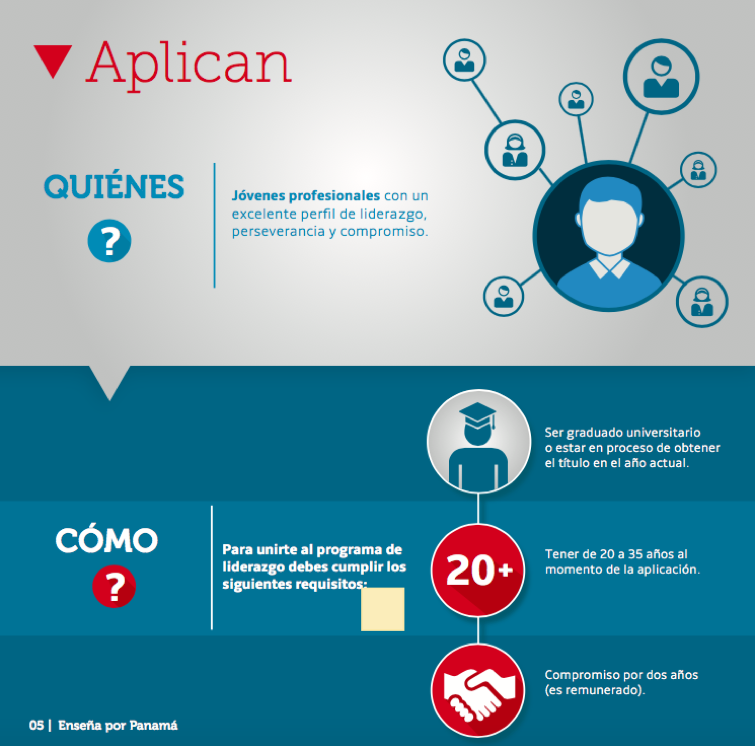 Aplican
QUIÉNES
?
Jóvenes profesionales con un
excelente perfil de liderazgo,
perseverancia y compromiso.
Ser graduado universitario
o estar en proceso de obtener
el título en el año actual.
CÓMO
?
Para unirte al programa de
liderazgo debes cumplir los
siguientes requisitos:
20+
Tener de 20 a 35 años al
momento de la aplicación.
Compromiso por dos años
(es remunerado).
05 | Enseña por Panamá